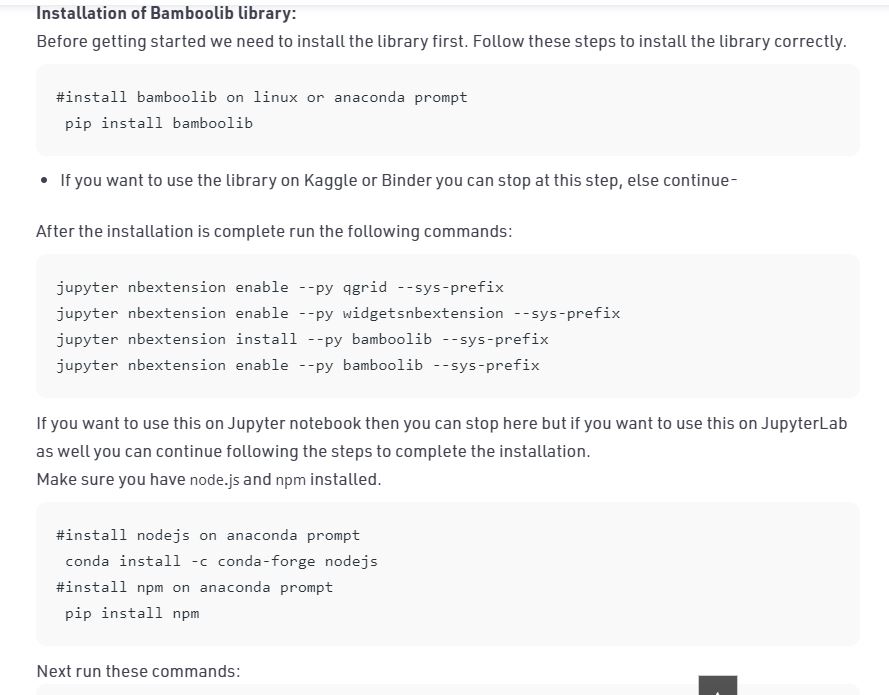 Installation of Bamboolib library:
Before getting started we need to install the library first. Follow these steps to install the library correctly.
#install bamboolib on linux or anaconda prompt
pip install bamboolib
• If you want to use the library on Kaggle or Binder you can stop at this step, else continue-
After the installation is complete run the following commands:
jupyter nbextension enable --py qgrid --sys-prefix
jupyter nbextension enable --py widgetsnbextension --sys-prefix
jupyter nbextension install --py bamboolib --sys-prefix
jupyter nbextension enable --py bamboolib --sys-prefix
If you want to use this on Jupyter notebook then you can stop here but if you want to use this on JupyterLab
as well you can continue following the steps to complete the installation.
Make sure you have node.js and npm installed.
#install nodejs on anaconda prompt
conda install -c conda-forge nodejs
#install npm on anaconda prompt
pip install npm
Next run these commands: